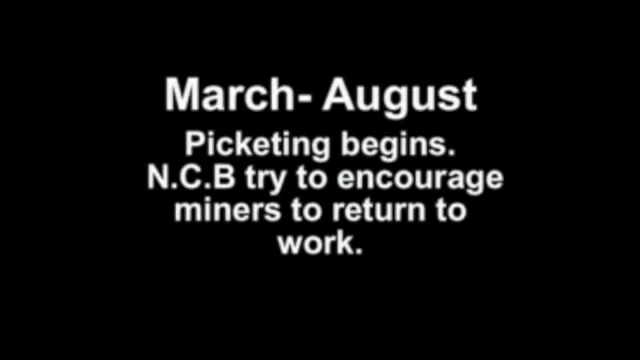 March- August
Picketing begins.
N.C.B try to encourage
miners to return to
work.